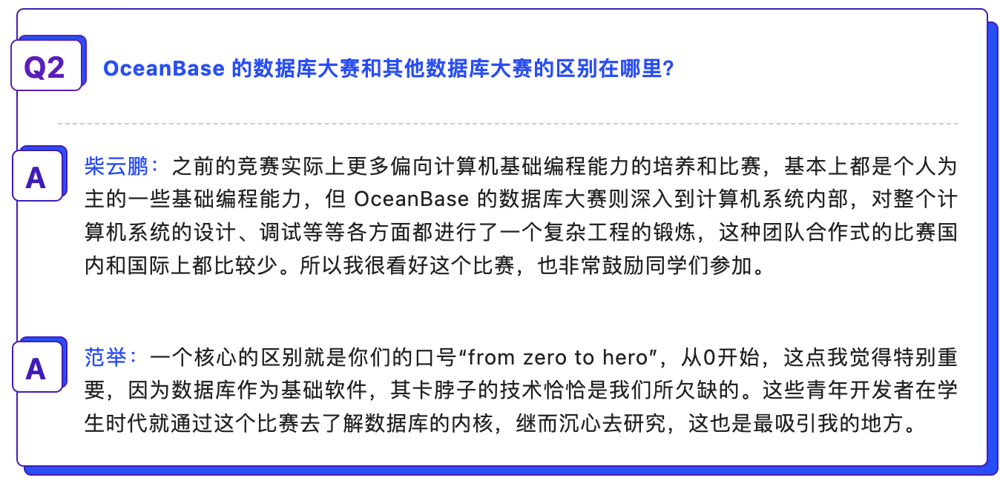 Q2
OceanBase 的数据库大赛和其他数据库大赛的区别在哪里?
A
柴云鹏：之前的竞赛实际上更多偏向计算机基础编程能力的培养和比赛，基本上都是个人为
主的一些基础编程能力，但 OceanBase 的数据库大赛则深入到计算机系统内部，对整个计
算机系统的设计、调试等等各方面都进行了一个复杂工程的锻炼，这种团队合作式的比赛国
内和国际上都比较少。所以我很看好这个比赛，也非常鼓励同学们参加。
A
范举：一个核心的区别就是你们的口号“from zero to hero”，从0开始，这点我觉得特别重
要，因为数据库作为基础软件，其卡脖子的技术恰恰是我们所欠缺的。这些青年开发者在学
生时代就通过这个比赛去了解数据库的内核，继而沉心去研究，这也是最吸引我的地方。